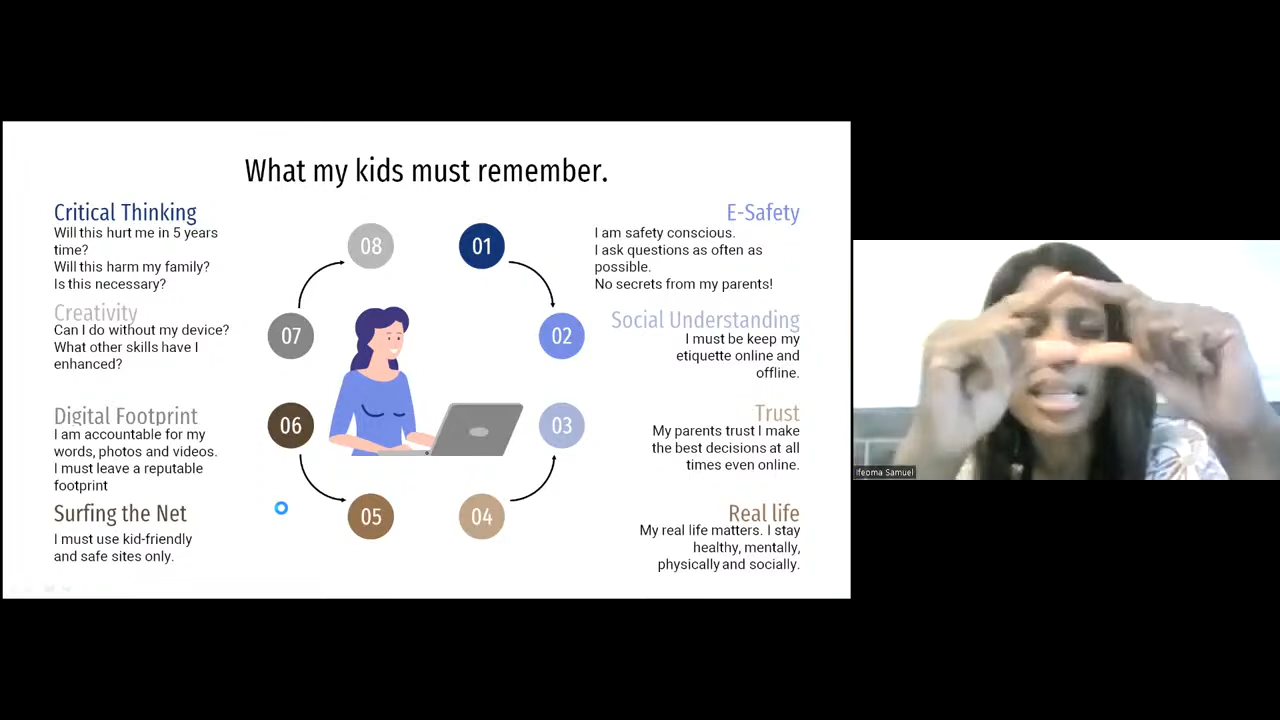 What my kids must remember.
Critical Thinking
Will this hurt me in 5 years
time?
Will this harm my family?
Is this necessary?
Creativity
Can I do without my device?
What other skills have I
enhanced?
Digital Footprint
I am accountable for my
words, photos and videos.
I must leave a reputable
footprint
Surfing the Net
I must use kid-friendly
and safe sites only.
08
01
07
02
06
03
05
04
E-Safety
I am safety conscious.
I ask questions as often as
possible.
No secrets from my parents!
Social Understanding
I must be keep my
etiquette online and
offline.
Trust
My parents trust I make
the best decisions at all
times even online.
Real life
My real life matters. I stay
healthy, mentally,
physically and socially.
Ifeoma Samuel